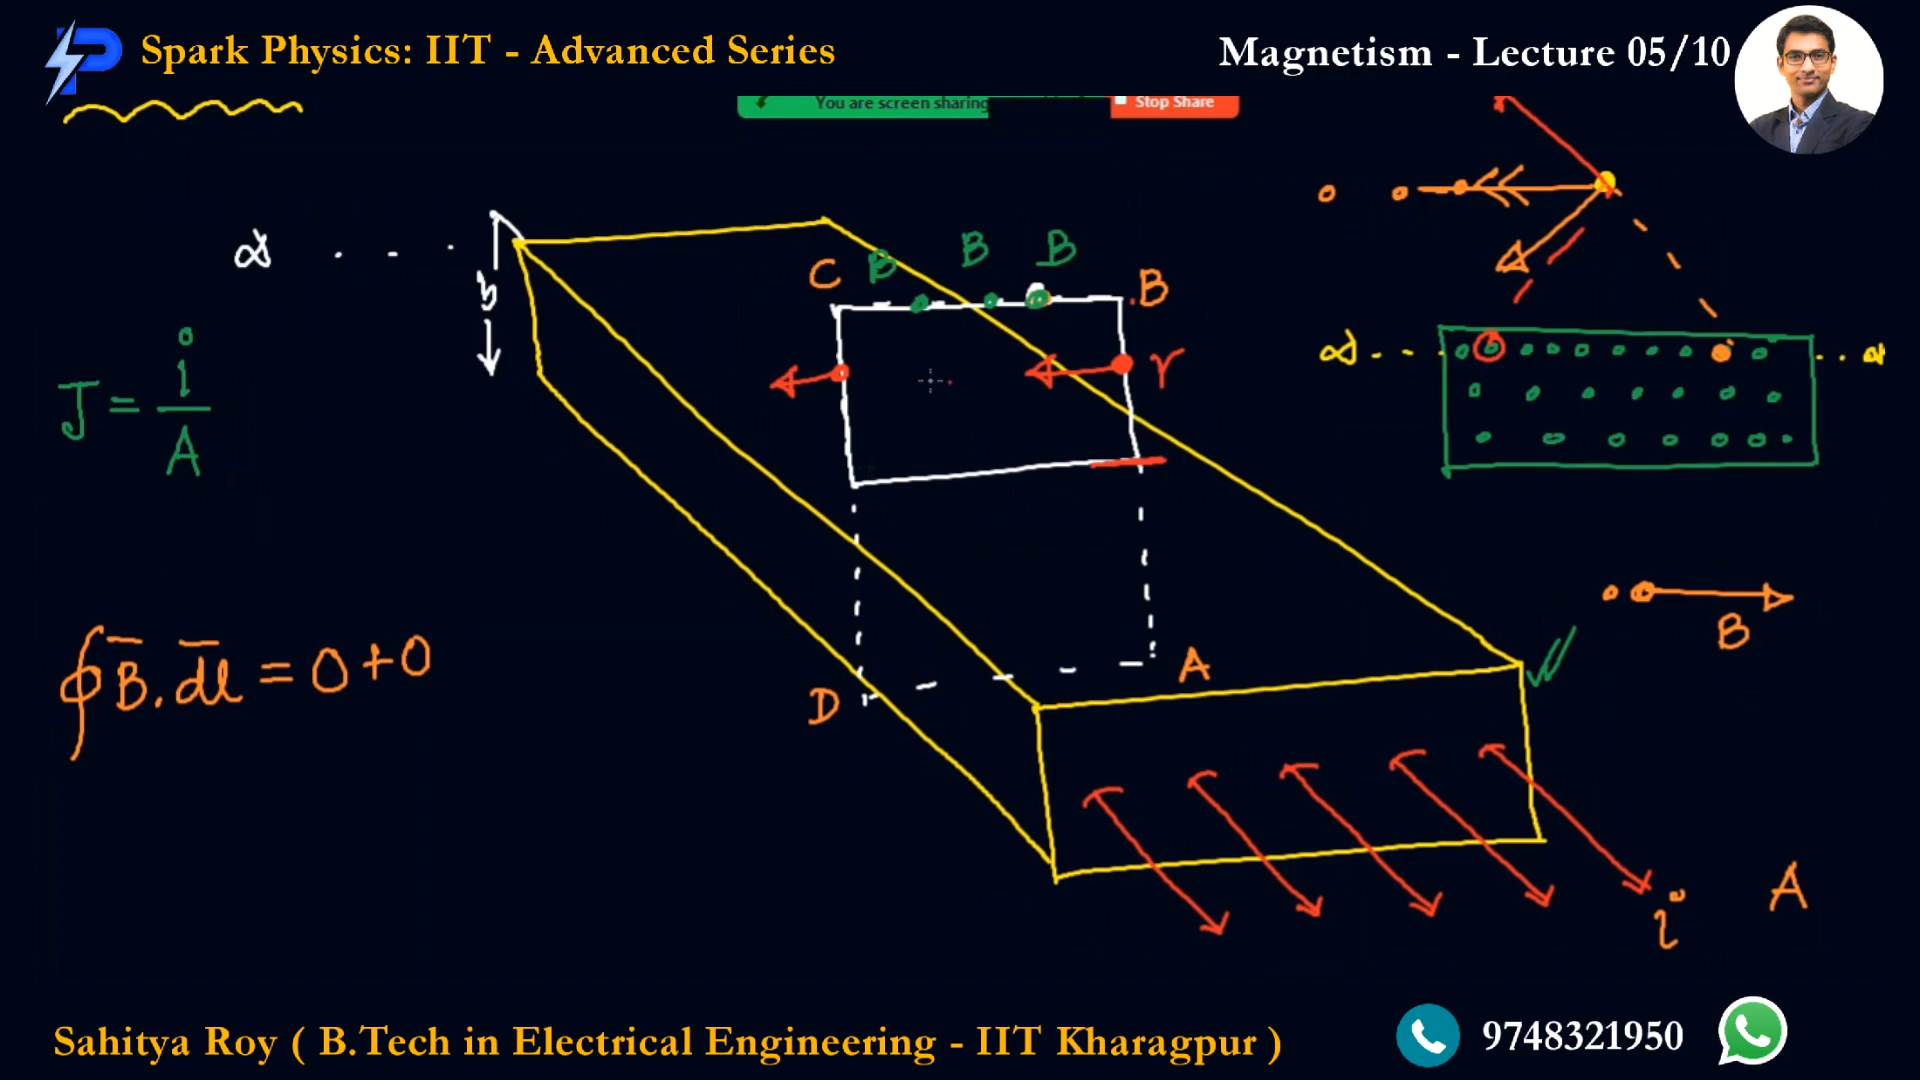 Spark Physics: IIT - Advanced Series
Magnetism - Lecture 05/10
You are screen sharing
Stop Share
α . . . b
B B B
C B
r
J = i / A
α . . . . . α
B
∮ B . dl = 0 + 0
D A
i A
Sahitya Roy ( B.Tech in Electrical Engineering - IIT Kharagpur )
9748321950